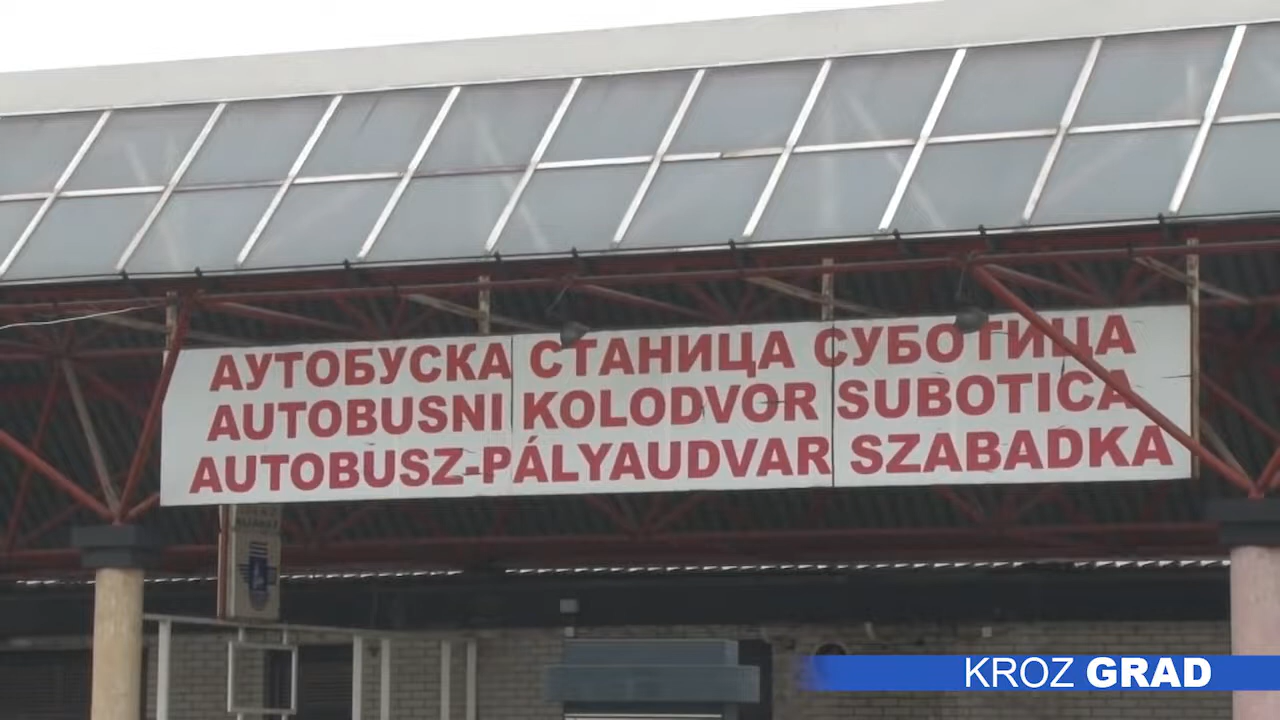 АУТОБУСКА СТАНИЦА СУБОТИЦА
AUTOBUSNI KOLODVOR SUBOTICA
AUTOBUSZ-PÁLYAUDVAR SZABADKA
KROZ GRAD